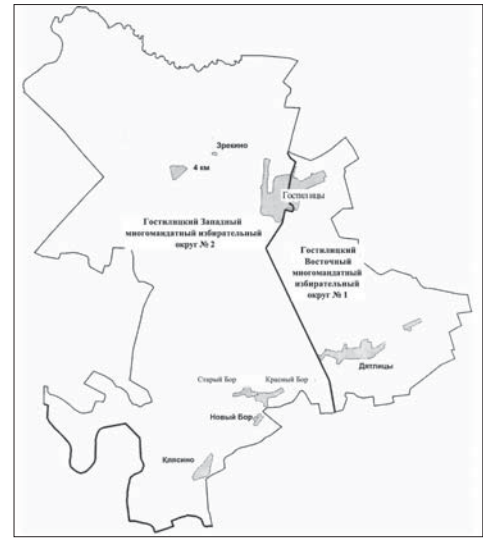 Зрекино
4 км
Гостилицы
Гостилицкий Западный
многомандатный избирательный
округ № 2
Гостилицкий
Восточный
многомандатный
избирательный
округ № 1
Дятлицы
Старый Бор
Красный Бор
Новый Бор
Клясино